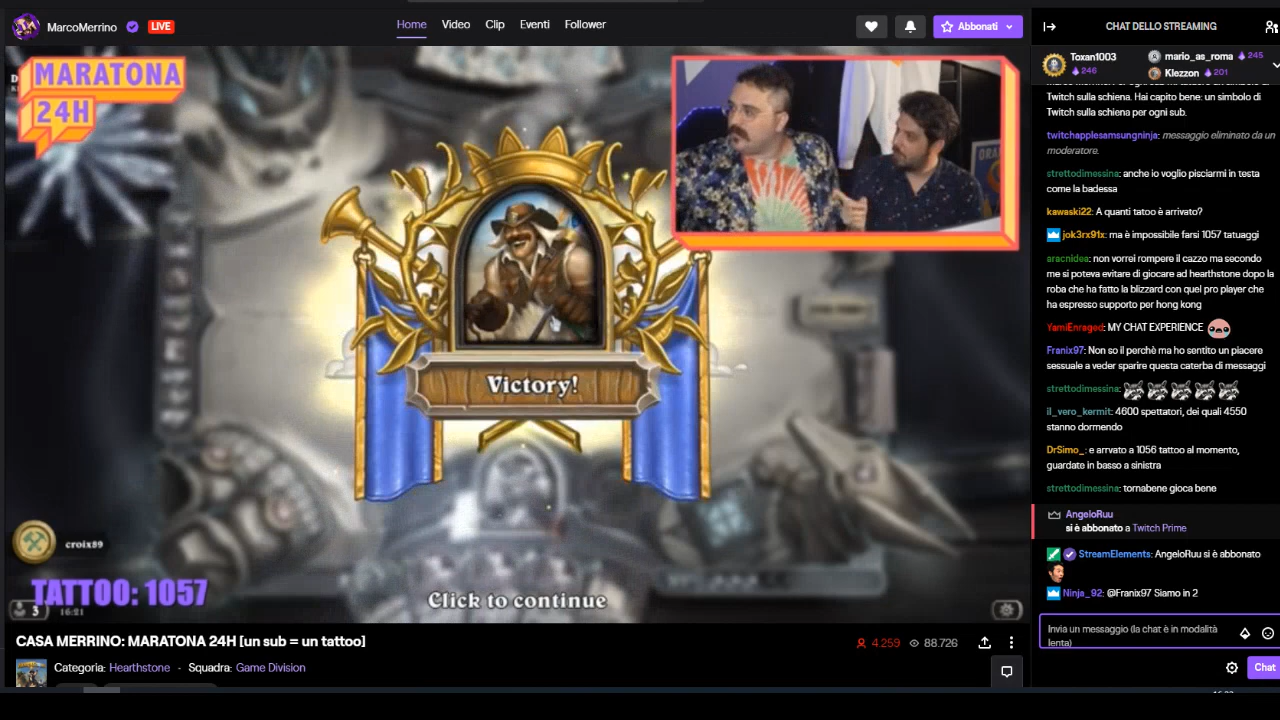 MarcoMerrino
LIVE
Home
Video
Clip
Eventi
Follower
Abbonati
MARATONA
24H
Victory!
croix89
TATTOO: 1057
3
16:21
Click to continue
CASA MERRINO: MARATONA 24H [un sub = un tattoo]
4.259
88.726
Categoria: Hearthstone - Squadra: Game Division
CHAT DELLO STREAMING
Toxan1003
246
mario_as_roma 245
Klezzon 201
Twitch sulla schiena. Hai capito bene: un simbolo di
Twitch sulla schiena per ogni sub.
twitchapplesamsungninja: messaggio eliminato da un
moderatore.
strettodimessina: anche io voglio pisciarmi in testa
come la badessa
kawaski22: A quanti tatoo è arrivato?
jok3rx91x: ma è impossibile farsi 1057 tatuaggi
aracnidea: non vorrei rompere il cazzo ma secondo
me si poteva evitare di giocare ad hearthstone dopo la
roba che ha fatto la blizzard con quel pro player che
ha espresso supporto per hong kong
YamiEnraged: MY CHAT EXPERIENCE
Franix97: Non so il perchè ma ho sentito un piacere
sessuale a veder sparire questa caterba di messaggi
strettodimessina:
il_vero_kermit: 4600 spettatori, dei quali 4550
stanno dormendo
DrSimo_: e arrivato a 1056 tattoo al momento,
guardate in basso a sinistra
strettodimessina: tornabene gioca bene
AngeloRuu
si è abbonato a Twitch Prime
StreamElements: AngeloRuu si è abbonato
Ninja_92: @Franix97 Siamo in 2
Invia un messaggio (la chat è in modalità
lenta)
Chat